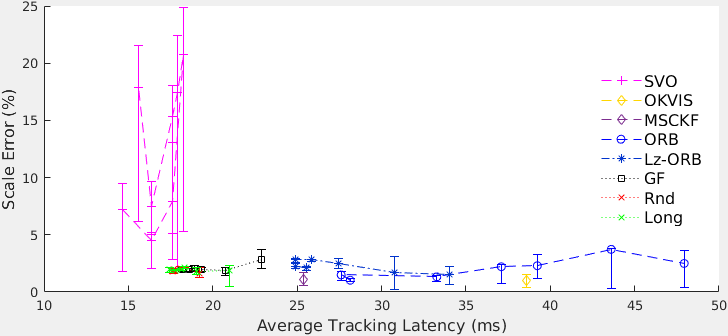 25
20
15
10
5
0
Scale Error (%)
SVO
OKVIS
MSCKF
ORB
Lz-ORB
GF
Rnd
Long
10 15 20 25 30 35 40 45 50
Average Tracking Latency (ms)